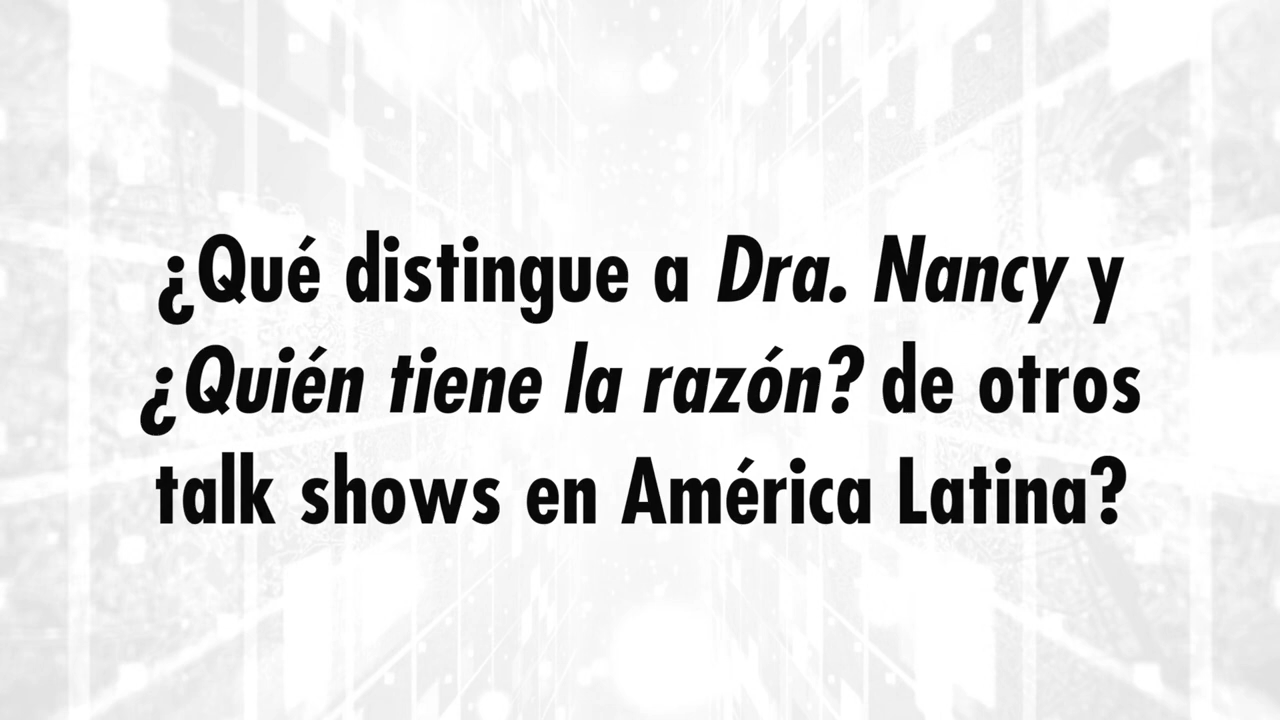 ¿Qué distingue a Dra. Nancy y
¿Quién tiene la razón? de otros
talk shows en América Latina?